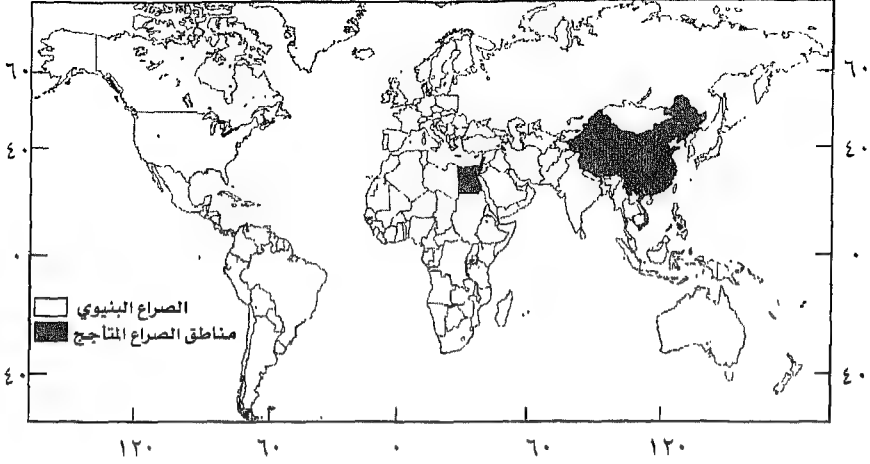 ٦٠ ٦٠
٤٠ ٤٠
٠ ٠
الصراع البنيوي
مناطق الصراع المتأجج
٤٠ ٤٠
١٢٠ ٦٠ ٠ ٦٠ ١٢٠